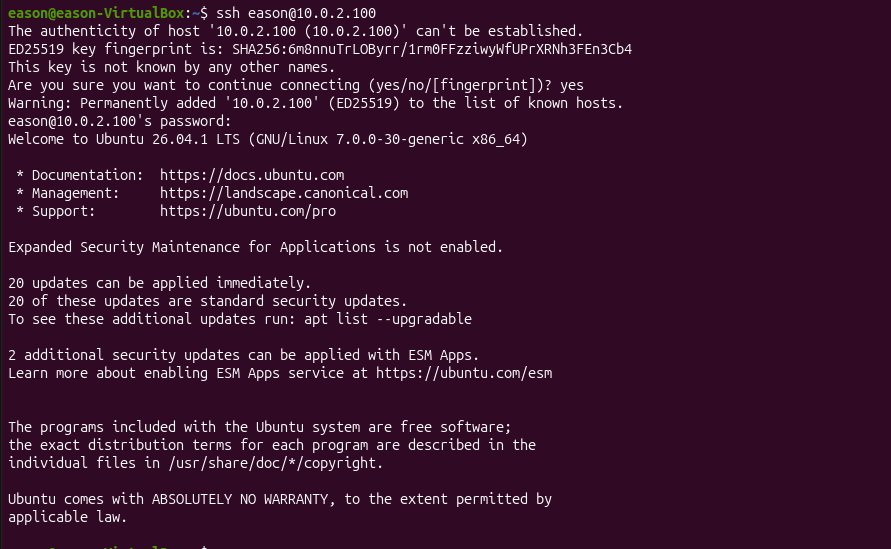 eason@eason-VirtualBox:~$ ssh eason@10.0.2.100
The authenticity of host '10.0.2.100 (10.0.2.100)' can't be established.
ED25519 key fingerprint is: SHA256:6m8nnuTrLOByrr/1rm0FFzziwyWfUPrXRNh3FEn3Cb4
This key is not known by any other names.
Are you sure you want to continue connecting (yes/no/[fingerprint])? yes
Warning: Permanently added '10.0.2.100' (ED25519) to the list of known hosts.
eason@10.0.2.100's password:
Welcome to Ubuntu 26.04.1 LTS (GNU/Linux 7.0.0-30-generic x86_64)

 * Documentation:  https://docs.ubuntu.com
 * Management:     https://landscape.canonical.com
 * Support:        https://ubuntu.com/pro

Expanded Security Maintenance for Applications is not enabled.

20 updates can be applied immediately.
20 of these updates are standard security updates.
To see these additional updates run: apt list --upgradable

2 additional security updates can be applied with ESM Apps.
Learn more about enabling ESM Apps service at https://ubuntu.com/esm

The programs included with the Ubuntu system are free software;
the exact distribution terms for each program are described in the
individual files in /usr/share/doc/*/copyright.

Ubuntu comes with ABSOLUTELY NO WARRANTY, to the extent permitted by
applicable law.